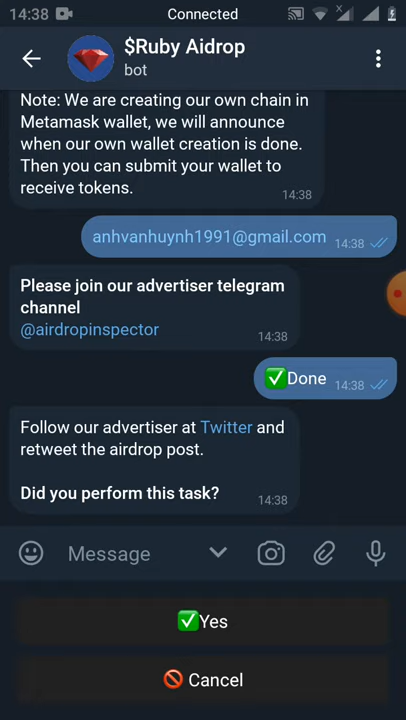 14:38
Connected
$Ruby Aidrop
bot
Note: We are creating our own chain in
Metamask wallet, we will announce
when our own wallet creation is done.
Then you can submit your wallet to
receive tokens.
14:38
anhvanhuynh1991@gmail.com
14:38
Please join our advertiser telegram
channel
@airdropinspector
14:38
✅Done
14:38
Follow our advertiser at Twitter and
retweet the airdrop post.
Did you perform this task?
14:38
Message
✅Yes
🚫 Cancel